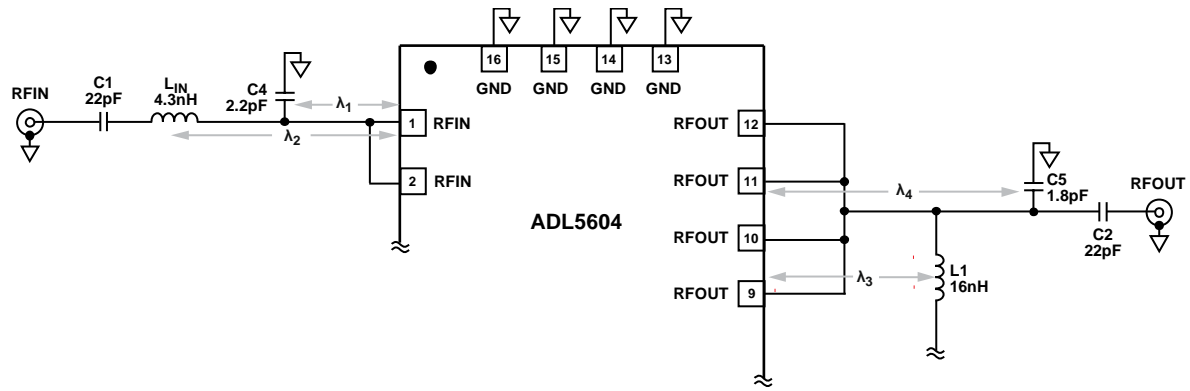 16
15
14
13
GND
GND
GND
GND
RFIN
C1
22pF
LIN
4.3nH
C4
2.2pF
λ1
λ2
1
RFIN
2
RFIN
ADL5604
RFOUT
12
RFOUT
11
RFOUT
10
RFOUT
9
λ4
λ3
C5
1.8pF
RFOUT
C2
22pF
L1
16nH